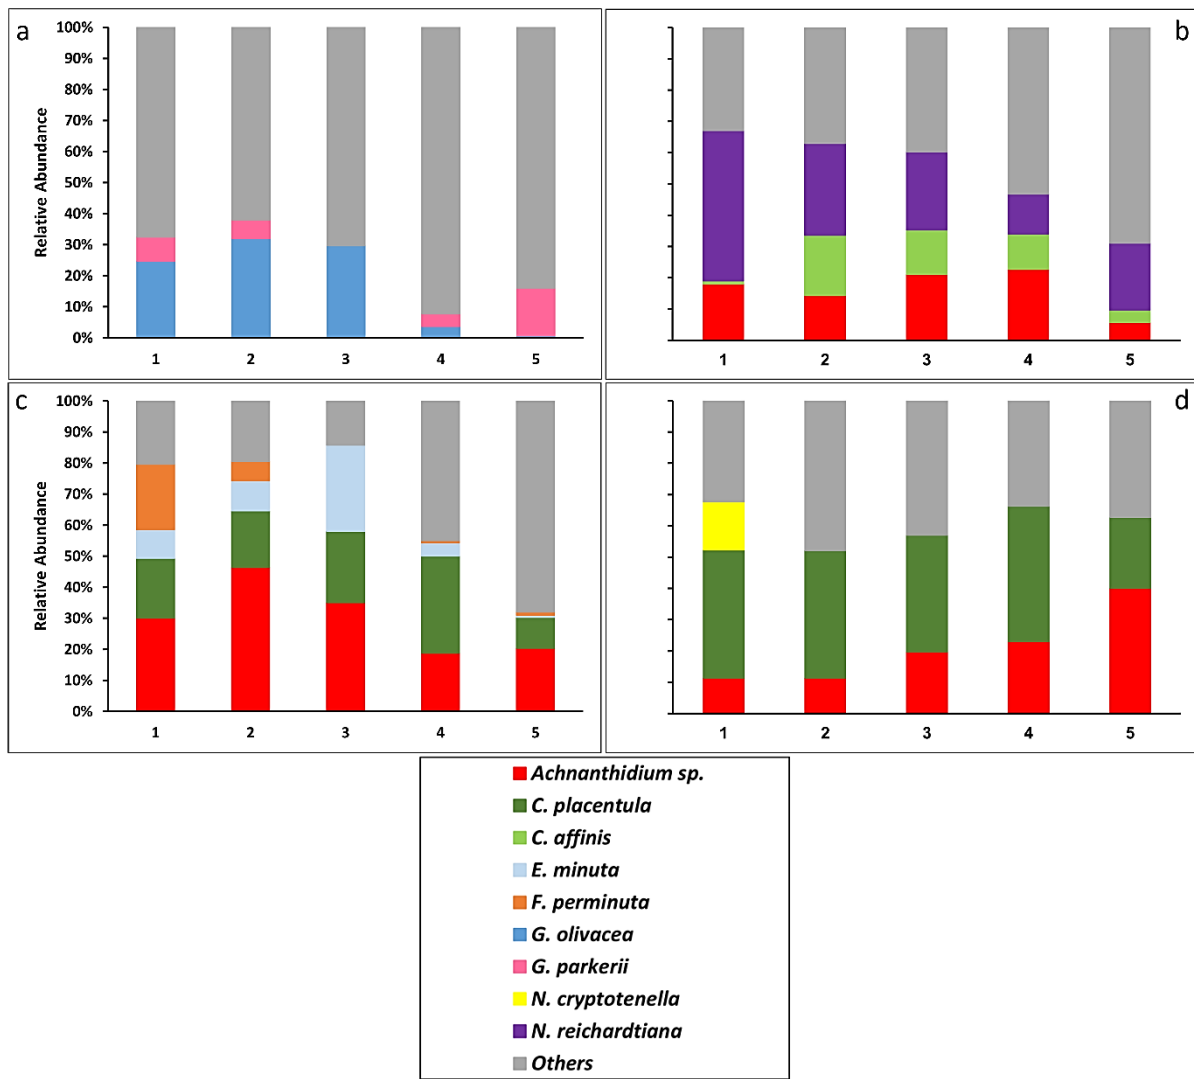 a
100%
90%
80%
70%
60%
50%
40%
30%
20%
10%
0%
Relative Abundance
1 2 3 4 5
b
1 2 3 4 5
c
100%
90%
80%
70%
60%
50%
40%
30%
20%
10%
0%
Relative Abundance
1 2 3 4 5
d
1 2 3 4 5
Achnanthidium sp.
C. placentula
C. affinis
E. minuta
F. perminuta
G. olivacea
G. parkerii
N. cryptotenella
N. reichardtiana
Others